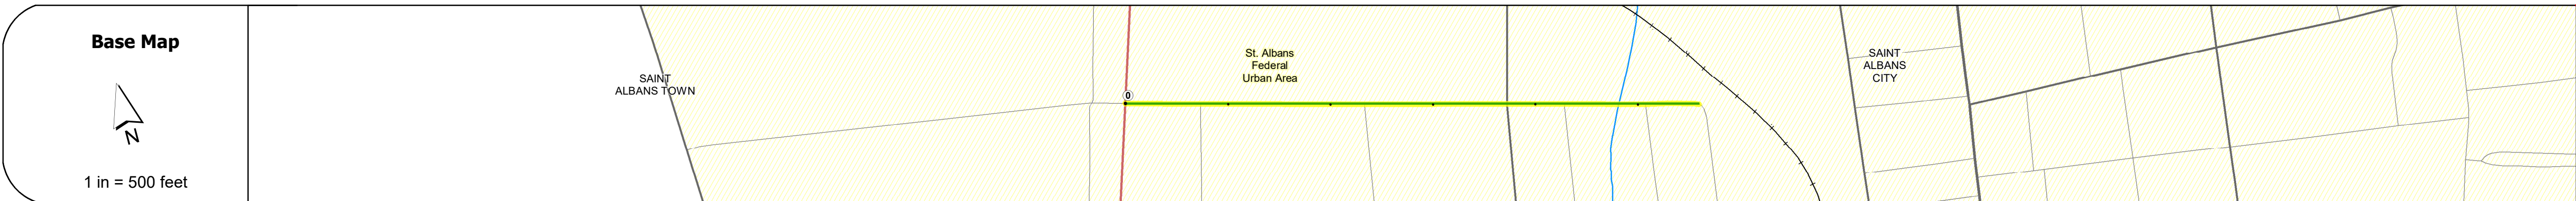 Base Map
N
1 in = 500 feet
SAINT
ALBANS TOWN
0
St. Albans
Federal
Urban Area
SAINT
ALBANS
CITY